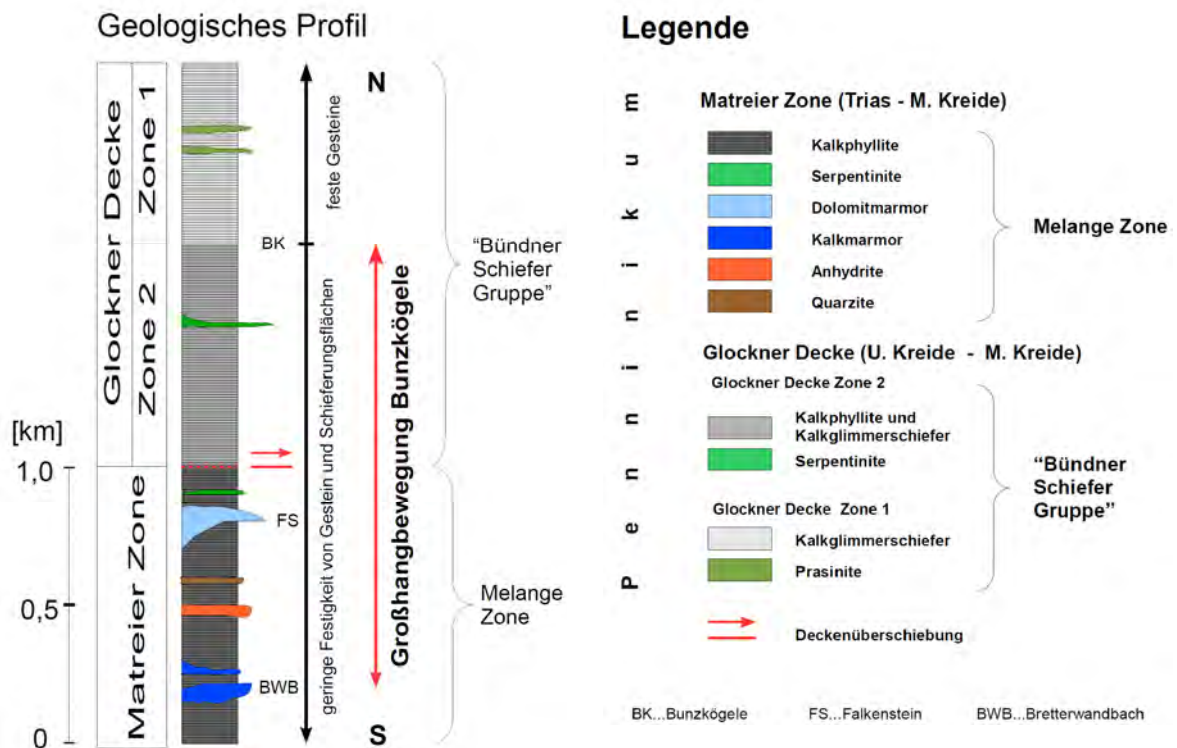 Geologisches Profil
Glockner Decke
Zone 1
Zone 2
Matreier Zone
[km]
1,0
0,5
0
BK
FS
BWB
feste Gesteine
geringe Festigkeit von Gestein und Schieferungsflächen
N
Großhangbewegung Bunzkögele
S
"Bündner
Schiefer
Gruppe"
Melange
Zone
Legende
Penninikum
Matreier Zone (Trias - M. Kreide)
Kalkphyllite
Serpentinite
Dolomitmarmor
Kalkmarmor
Anhydrite
Quarzite
Melange Zone
Glockner Decke (U. Kreide - M. Kreide)
Glockner Decke Zone 2
Kalkphyllite und
Kalkglimmerschiefer
Serpentinite
Glockner Decke Zone 1
Kalkglimmerschiefer
Prasinite
"Bündner
Schiefer
Gruppe"
Deckenüberschiebung
BK...Bunzkögele FS...Falkenstein BWB...Bretterwandbach